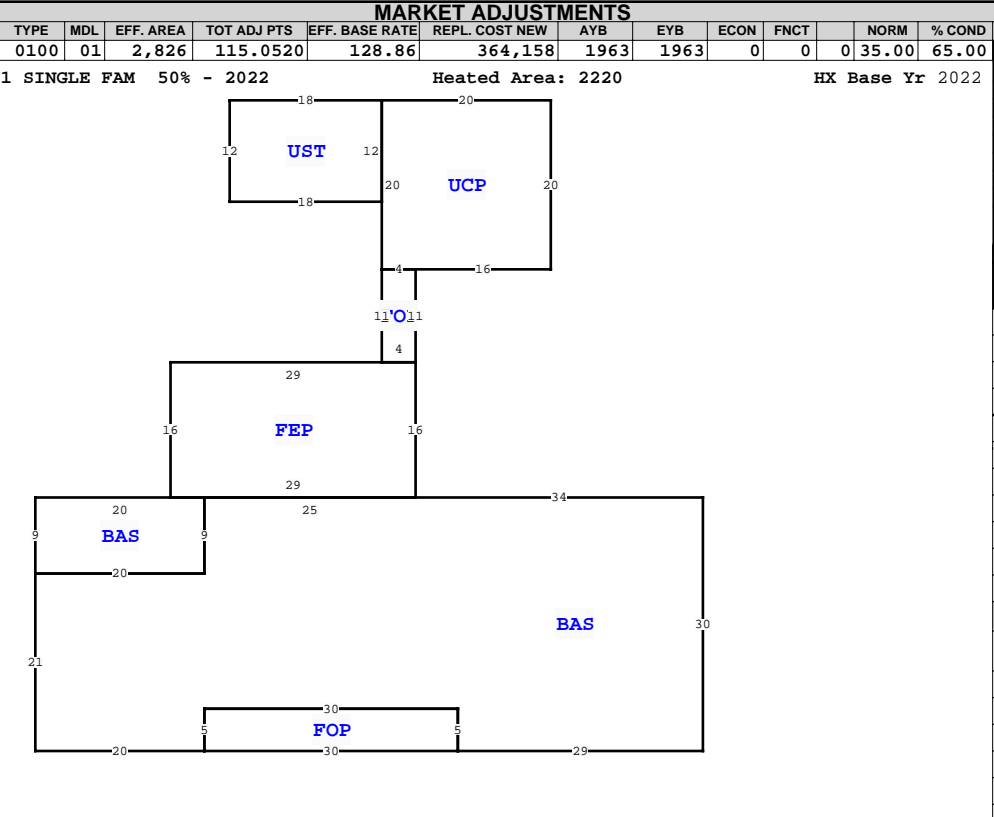 MARKET ADJUSTMENTS
TYPE MDL EFF. AREA TOT ADJ PTS EFF. BASE RATE REPL. COST NEW AYB EYB ECON FNCT NORM % COND
0100 01 2,826 115.0520 128.86 364,158 1963 1963 0 0 0 35.00 65.00
1 SINGLE FAM 50% - 2022 Heated Area: 2220 HX Base Yr 2022
18 20
12 UST 12
20 UCP 20
18
4 16
11 11
4
29
16 FEP 16
29
34
20 25
9 BAS 9
20
BAS 30
21
30
5 FOP 5
20 30 29